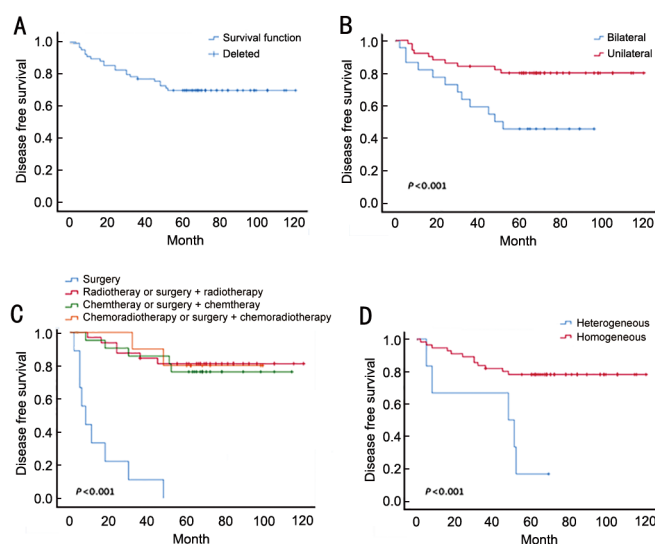 A
Survival function
Deleted
Disease free survival
1.0
0.8
0.6
0.4
0.2
0.0
0 20 40 60 80 100 120
Month
B
Bilateral
Unilateral
Disease free survival
1.0
0.8
0.6
0.4
0.2
0.0
P<0.001
0 20 40 60 80 100 120
Month
C
Surgery
Radiotheray or surgery + radiotherapy
Chemtheray or surgery + chemtheray
Chemoradiotherapy or surgery + chemoradiotherapy
Disease free survival
1.0
0.8
0.6
0.4
0.2
0.0
P<0.001
0 20 40 60 80 100 120
Month
D
Heterogeneous
Homogeneous
Disease free survival
1.0
0.8
0.6
0.4
0.2
0.0
P<0.001
0 20 40 60 80 100 120
Month